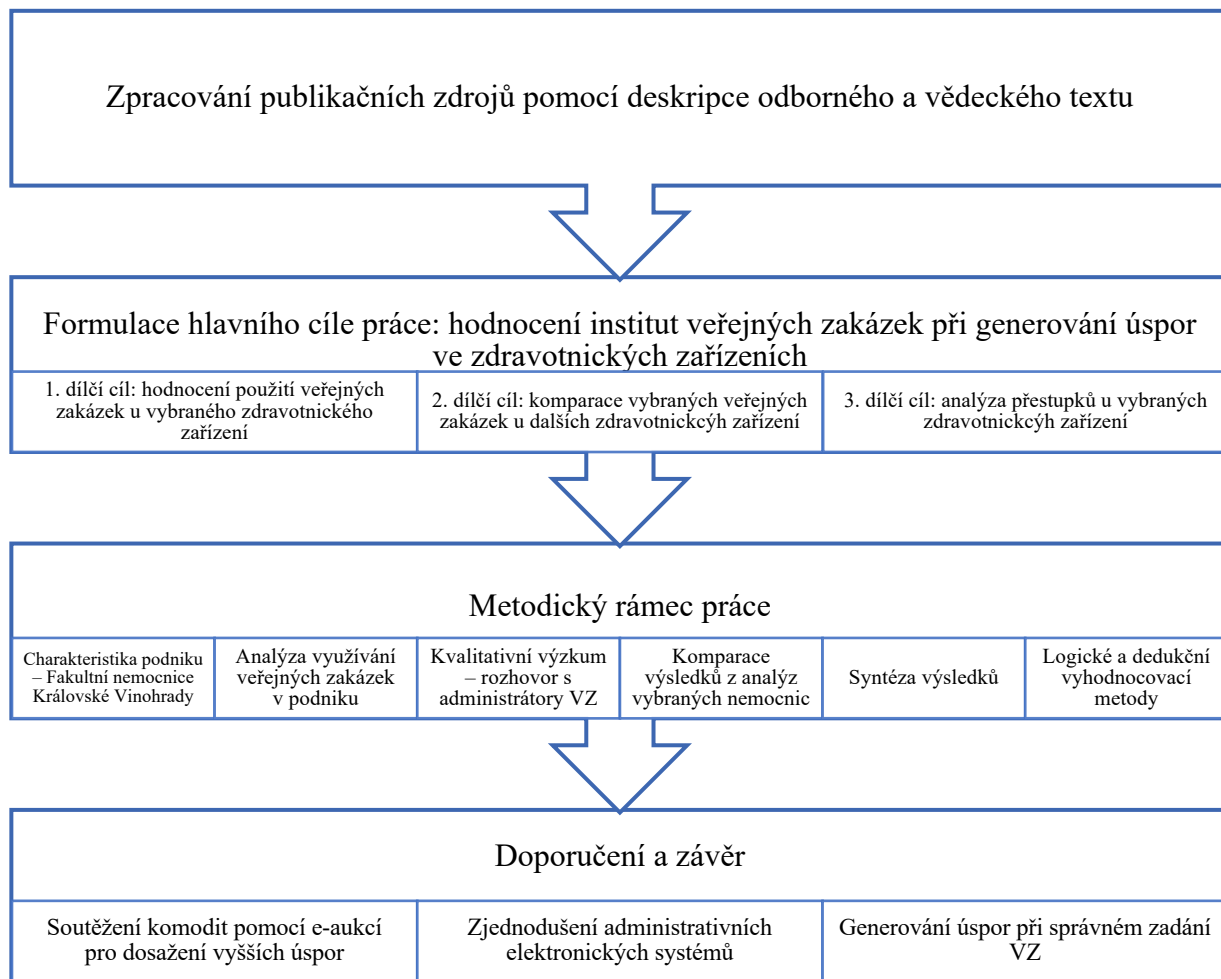 Zpracování publikačních zdrojů pomocí deskripce odborného a vědeckého textu
Formulace hlavního cíle práce: hodnocení institut veřejných zakázek při generování úspor
ve zdravotnických zařízeních
1. dílčí cíl: hodnocení použití veřejných
zakázek u vybraného zdravotnického
zařízení
2. dílčí cíl: komparace vybraných veřejných
zakázek u dalších zdravotnickcýh zařízení
3. dílčí cíl: analýza přestupků u vybraných
zdravotnickcýh zařízení
Metodický rámec práce
Charakteristika podniku
– Fakultní nemocnice
Královské Vinohrady
Analýza využívání
veřejných zakázek
v podniku
Kvalitativní výzkum
– rozhovor s
administrátory VZ
Komparace
výsledků z analýz
vybraných nemocnic
Syntéza výsledků
Logické a dedukční
vyhodnocovací
metody
Doporučení a závěr
Soutěžení komodit pomocí e-aukcí
pro dosažení vyšších úspor
Zjednodušení administrativních
elektronických systémů
Generování úspor při správném zadání
VZ